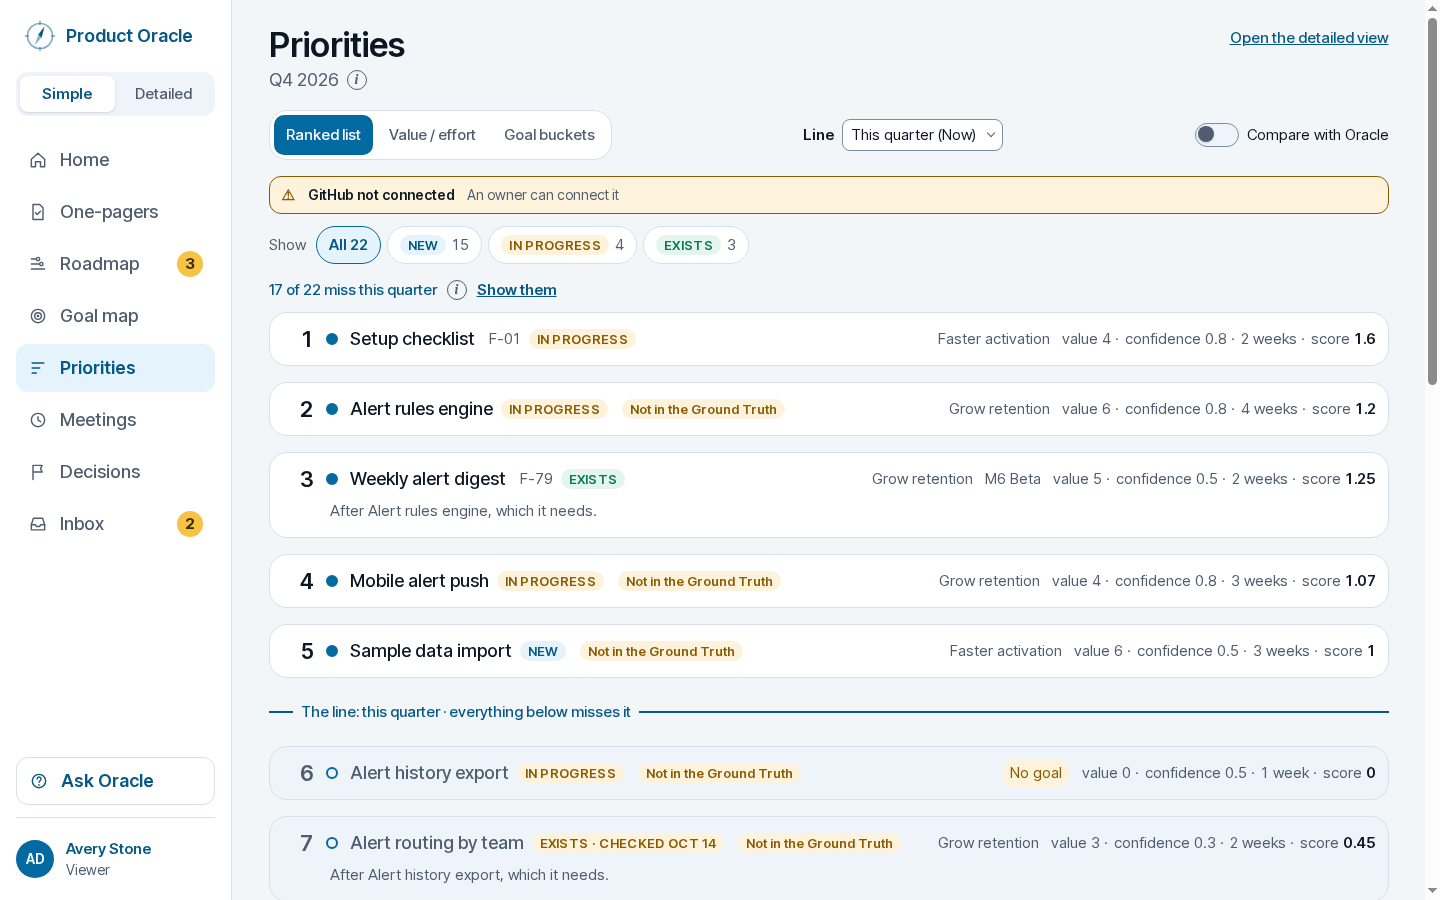 Product Oracle
Simple
Detailed
Home
One-pagers
Roadmap 3
Goal map
Priorities
Meetings
Decisions
Inbox 2
Ask Oracle
AD
Avery Stone
Viewer
Priorities
Open the detailed view
Q4 2026 i
Ranked list
Value / effort
Goal buckets
Line This quarter (Now)
Compare with Oracle
GitHub not connected An owner can connect it
Show All 22 NEW 15 IN PROGRESS 4 EXISTS 3
17 of 22 miss this quarter i Show them
1 Setup checklist F-01 IN PROGRESS Faster activation value 4 · confidence 0.8 · 2 weeks · score 1.6
2 Alert rules engine IN PROGRESS Not in the Ground Truth Grow retention value 6 · confidence 0.8 · 4 weeks · score 1.2
3 Weekly alert digest F-79 EXISTS Grow retention M6 Beta value 5 · confidence 0.5 · 2 weeks · score 1.25
After Alert rules engine, which it needs.
4 Mobile alert push IN PROGRESS Not in the Ground Truth Grow retention value 4 · confidence 0.8 · 3 weeks · score 1.07
5 Sample data import NEW Not in the Ground Truth Faster activation value 6 · confidence 0.5 · 3 weeks · score 1
The line: this quarter · everything below misses it
6 Alert history export IN PROGRESS Not in the Ground Truth No goal value 0 · confidence 0.5 · 1 week · score 0
7 Alert routing by team EXISTS · CHECKED OCT 14 Not in the Ground Truth Grow retention value 3 · confidence 0.3 · 2 weeks · score 0.45
After Alert history export, which it needs.